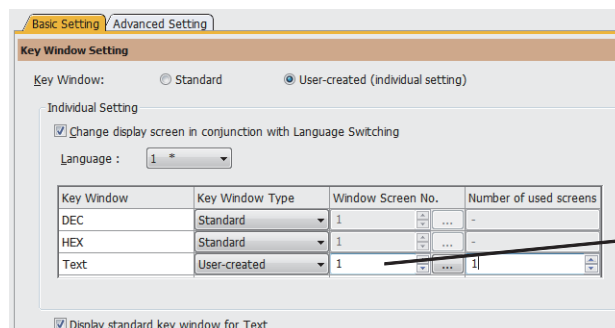 Basic Setting Advanced Setting
Key Window Setting
Key Window: Standard User-created (individual setting)
Individual Setting
Change display screen in conjunction with Language Switching
Language : 1 *
Key Window Key Window Type Window Screen No. Number of used screens
DEC Standard 1 ... -
HEX Standard 1 ... -
Text User-created 1 ... 1
Display standard key window for Text